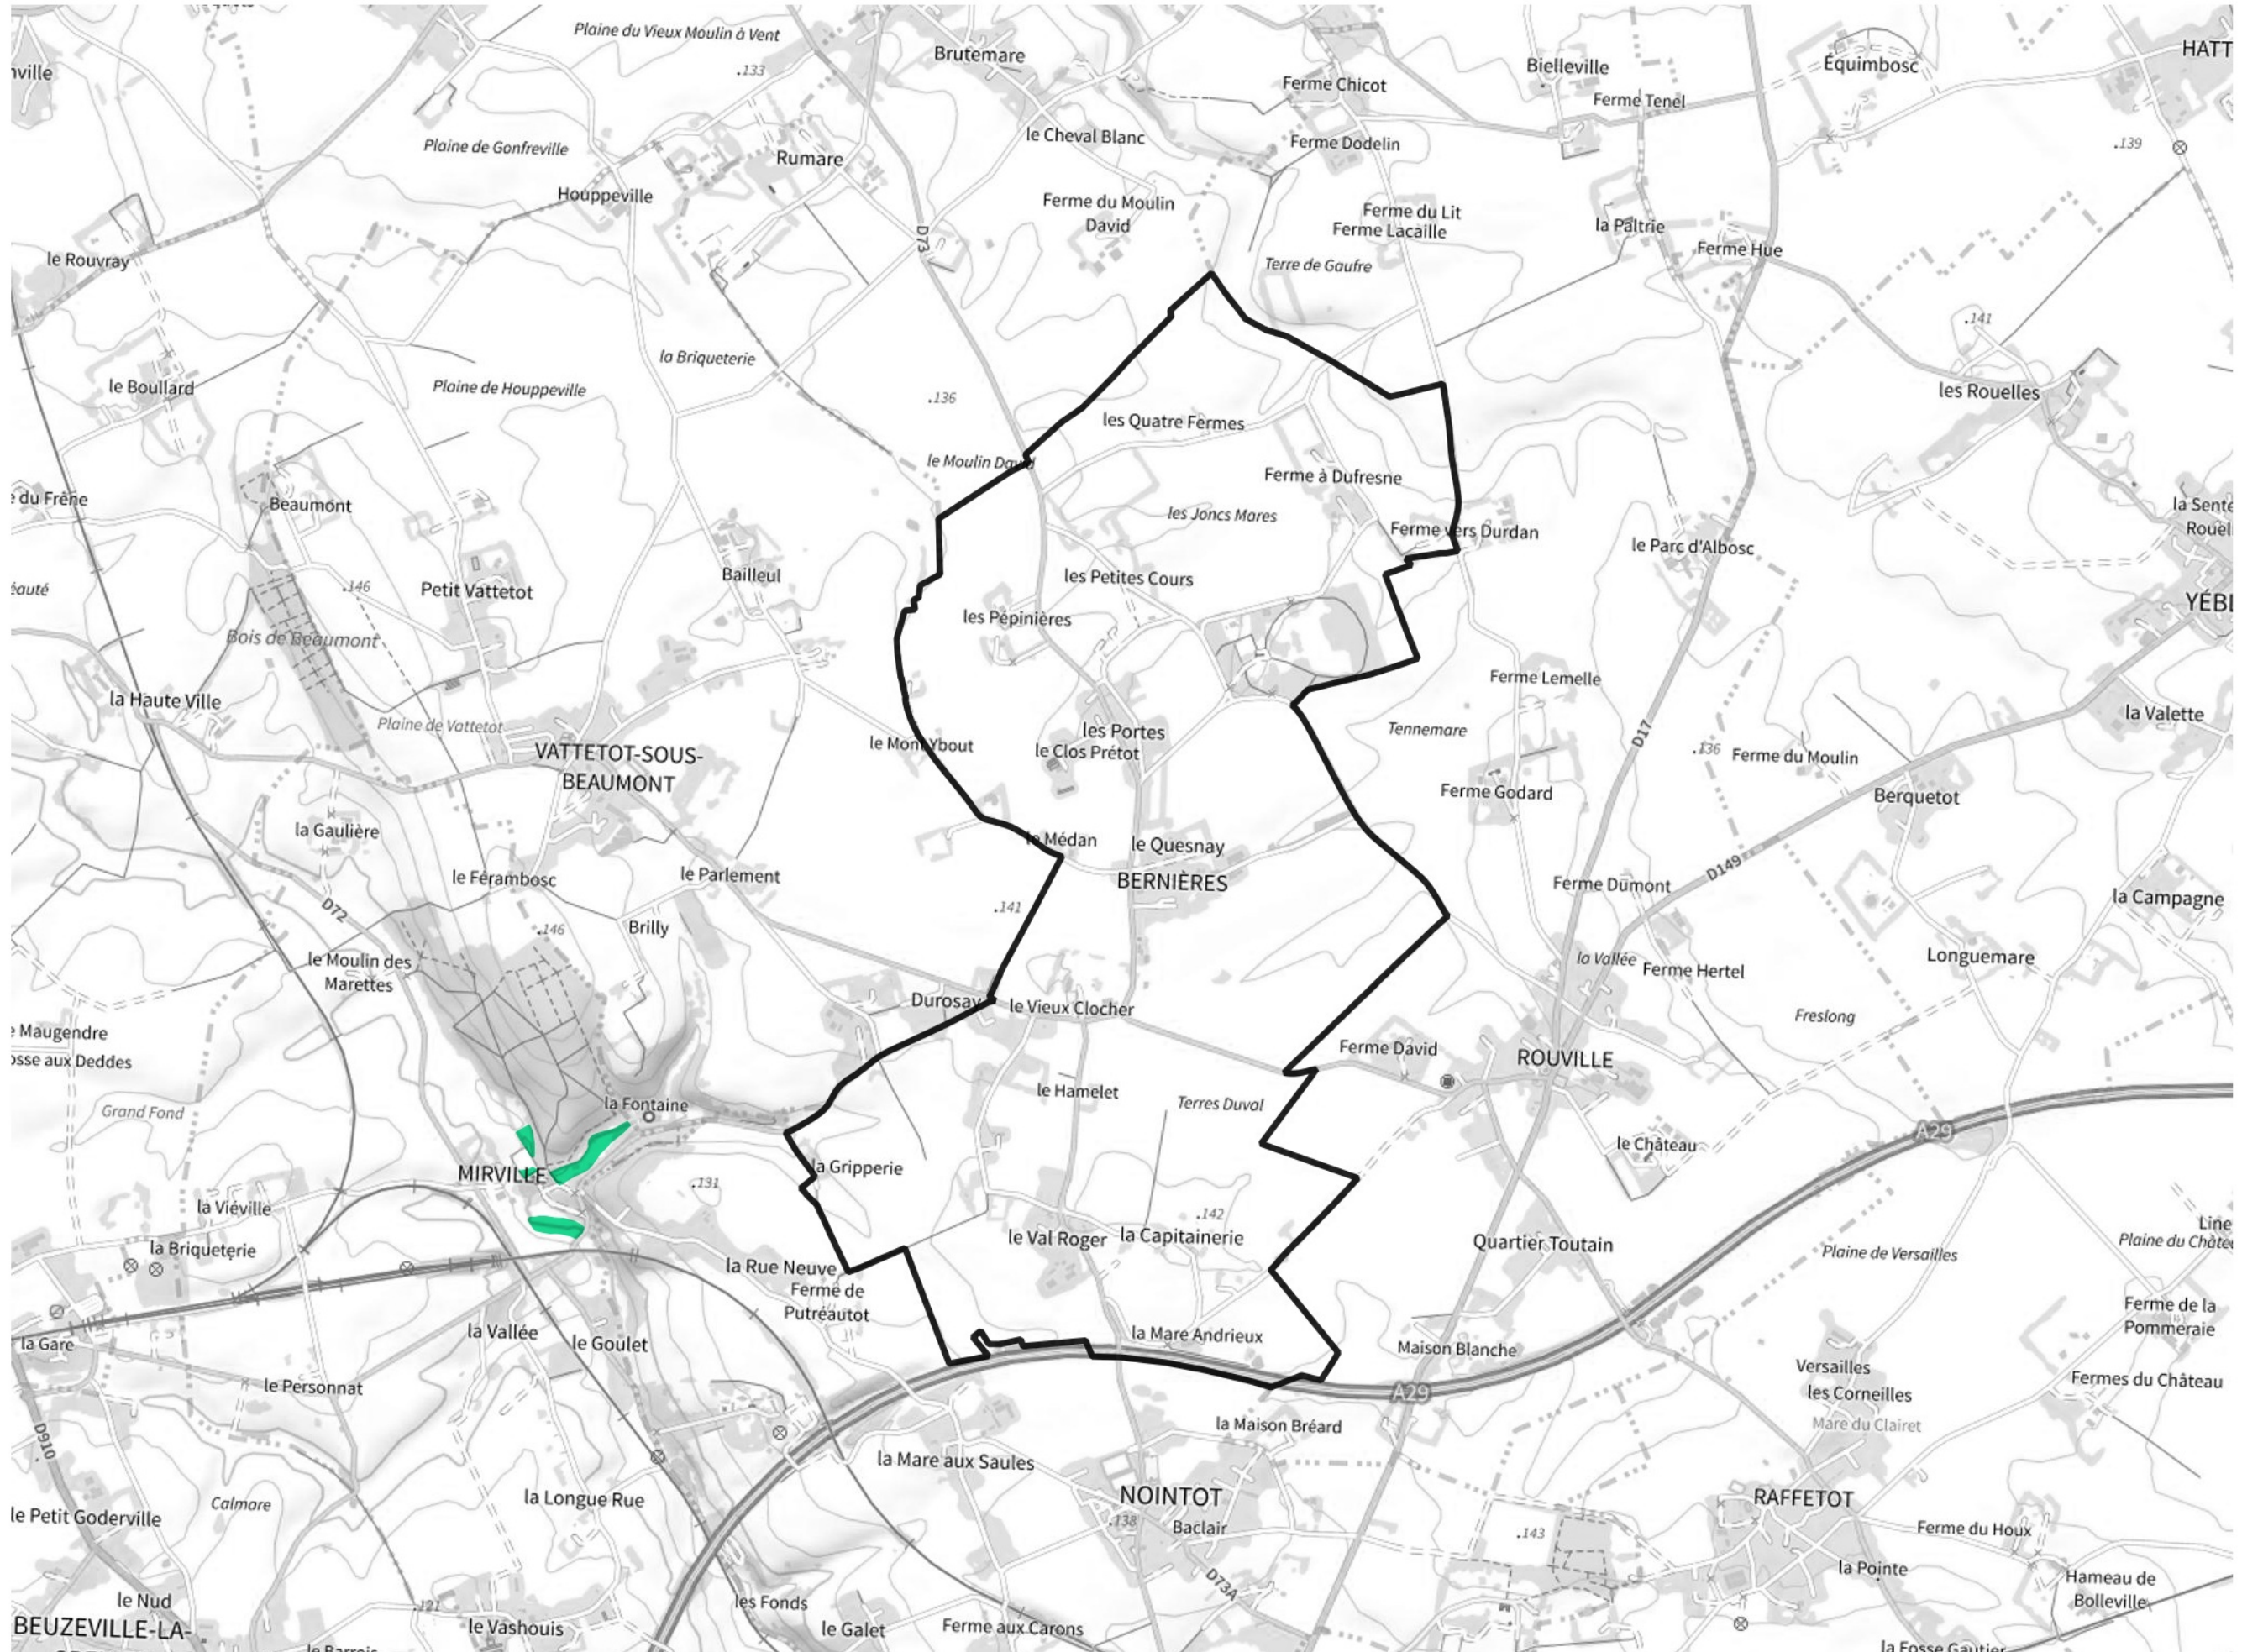 Plaine du Vieux Moulin à Vent
.133
Brutemare
Ferme Chicot
Bielleville
Ferme Tenel
Équimbosc
HATT
nville
Plaine de Gonfreville
Rumare
le Cheval Blanc
Ferme Dodelin
.139
Houppeville
Ferme du Moulin
David
Ferme du Lit
Ferme Lacaille
la Paltrie
Ferme Hue
D73
le Rouvray
Terre de Gaufre
.141
la Briqueterie
le Boullard
Plaine de Houppeville
.136
les Rouelles
les Quatre Fermes
le Moulin David
Ferme à Dufresne
e du Frêne
Beaumont
les Joncs Mares
Ferme vers Durdan
la Sente
Rouel
le Parc d'Albosc
éauté
.146
Petit Vattetot
Bailleul
les Petites Cours
YÉBL
les Pépinières
Bois de Beaumont
la Haute Ville
Ferme Lemelle
la Valette
Plaine de Vattetot
VATTETOT-SOUS-
BEAUMONT
le Mont Ybout
les Portes
le Clos Prétot
Tennemare
D17
.136
Ferme du Moulin
Ferme Godard
Berquetot
la Gaulière
le Médan
le Quesnay
BERNIÈRES
D149
le Férambosc
le Parlement
Ferme Dumont
la Campagne
D72
.141
.146
Brilly
le Moulin des
Marettes
la Vallée
Ferme Hertel
Longuemare
Durosay
le Vieux Clocher
e Maugendre
osse aux Deddes
Freslong
Ferme David
ROUVILLE
Grand Fond
la Fontaine
le Hamelet
Terres Duval
A29
le Château
MIRVILLE
.131
la Gripperie
la Viéville
la Briqueterie
.142
le Val Roger
la Capitainerie
Quartier Toutain
Plaine de Versailles
Line
Plaine du Châte
la Rue Neuve
Ferme de
Putréautot
Ferme de la
Pommeraie
la Gare
la Vallée
le Goulet
la Mare Andrieux
Maison Blanche
Versailles
les Corneilles
Fermes du Château
le Personnat
A29
Mare du Clairet
D910
la Maison Bréard
la Mare aux Saules
Calmare
la Longue Rue
NOINTOT
.138
Baclair
RAFFETOT
le Petit Goderville
.143
Ferme du Houx
la Pointe
D73A
Hameau de
Bolleville
le Nud
.121
BEUZEVILLE-LA-
le Vashouis
les Fonds
le Galet
Ferme aux Carons
la Fosse Gautier